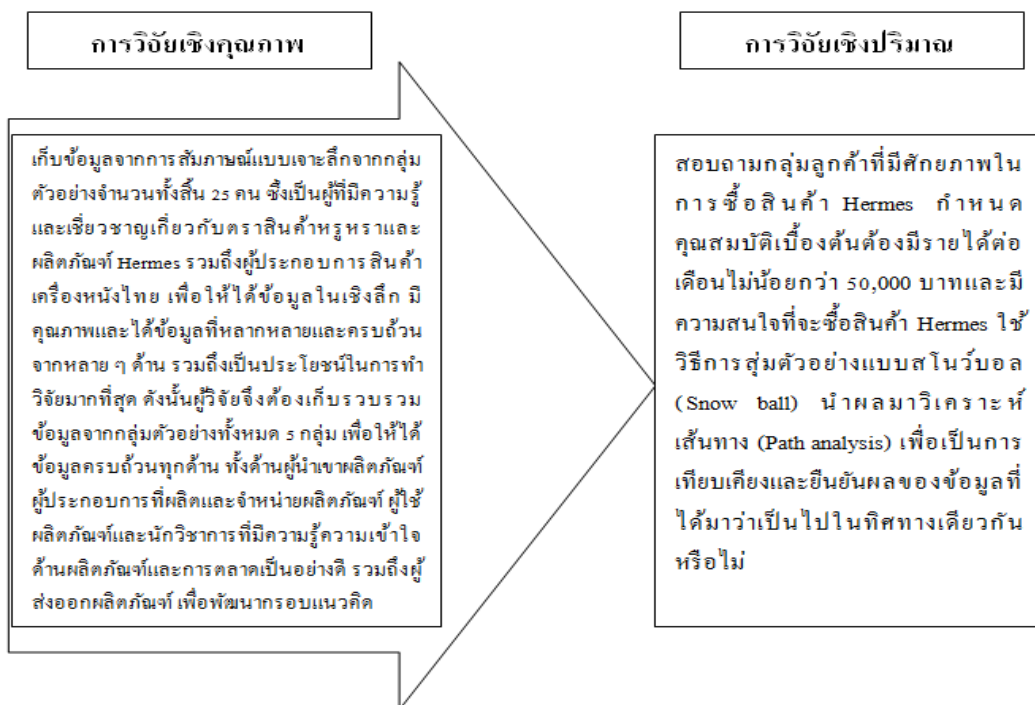 การวิจัยเชิงคุณภาพ
เก็บข้อมูลจากการสัมภาษณ์แบบเจาะลึกจากกลุ่ม
ตัวอย่างจำนวนทั้งสิ้น 25 คน ซึ่งเป็นผู้ที่มีความรู้
และเชี่ยวชาญเกี่ยวกับตราสินค้าหรูหราและ
ผลิตภัณฑ์ Hermes รวมถึงผู้ประกอบการสินค้า
เครื่องหนังไทย เพื่อให้ได้ข้อมูลในเชิงลึก มี
คุณภาพและได้ข้อมูลที่หลากหลายและครบถ้วน
จากหลาย ๆ ด้าน รวมถึงเป็นประโยชน์ในการทำ
วิจัยมากที่สุด ดังนั้นผู้วิจัยจึงต้องเก็บรวบรวม
ข้อมูลจากกลุ่มตัวอย่างทั้งหมด 5 กลุ่ม เพื่อให้ได้
ข้อมูลครบถ้วนทุกด้าน ทั้งด้านผู้นำเขาผลิตภัณฑ์
ผู้ประกอบการที่ผลิตและจำหน่ายผลิตภัณฑ์ ผู้ใช้
ผลิตภัณฑ์และนักวิชาการที่มีความรู้ความเข้าใจ
ด้านผลิตภัณฑ์และการตลาดเป็นอย่างดี รวมถึงผู้
ส่งออกผลิตภัณฑ์ เพื่อพัฒนากรอบแนวคิด
การวิจัยเชิงปริมาณ
สอบถามกลุ่มลูกค้าที่มีศักยภาพใน
การซื้อสินค้า Hermes กำหนด
คุณสมบัติเบื้องต้นต้องมีรายได้ต่อ
เดือนไม่น้อยกว่า 50,000 บาทและมี
ความสนใจที่จะซื้อสินค้า Hermes ใช้
วิธีการสุ่มตัวอย่างแบบสโนว์บอล
(Snow ball) นำผลมาวิเคราะห์
เส้นทาง (Path analysis) เพื่อเป็นการ
เทียบเคียงและยืนยันผลของข้อมูลที่
ได้มาว่าเป็นไปในทิศทางเดียวกัน
หรือไม่